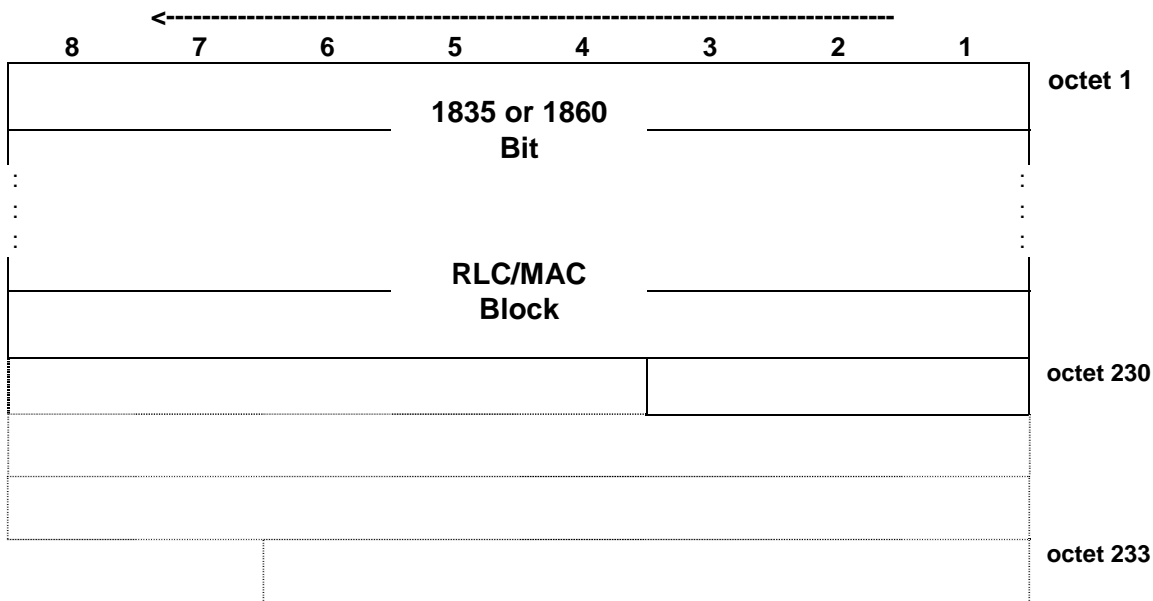 <-------------------------------------------------------------------------------
8 7 6 5 4 3 2 1
octet 1
1835 or 1860
Bit
: :
: :
: :
RLC/MAC
Block
octet 230
octet 233